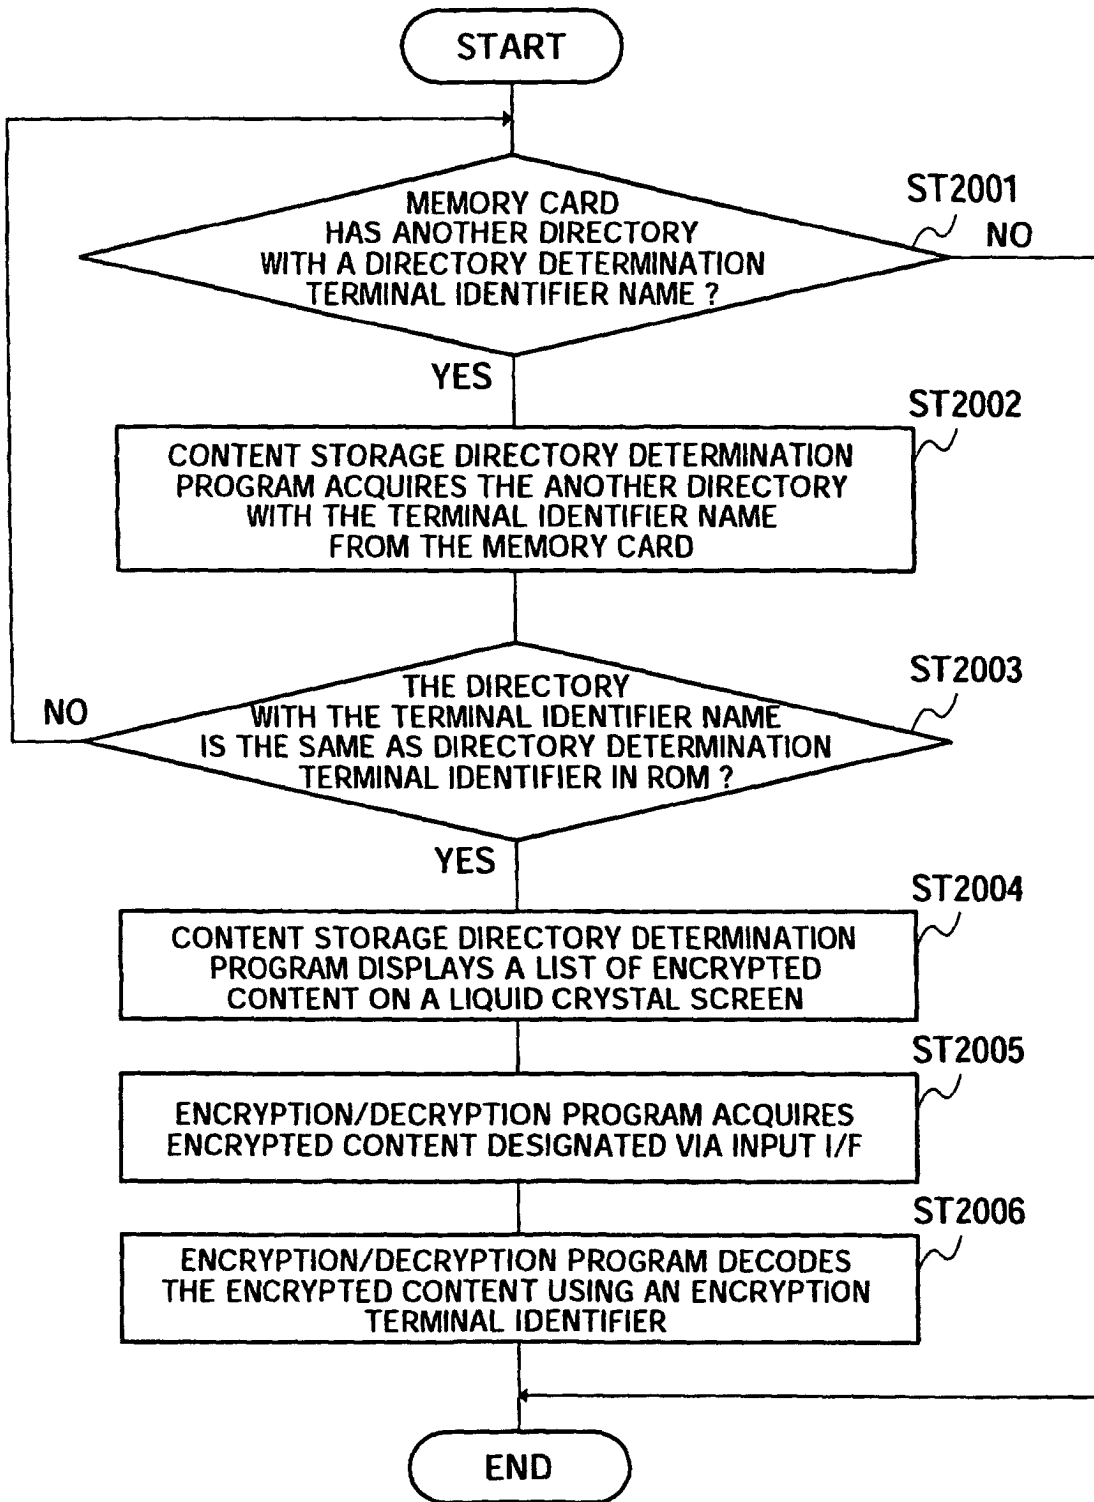 START
MEMORY CARD
HAS ANOTHER DIRECTORY
WITH A DIRECTORY DETERMINATION
TERMINAL IDENTIFIER NAME ?
ST2001
NO
YES
ST2002
CONTENT STORAGE DIRECTORY DETERMINATION
PROGRAM ACQUIRES THE ANOTHER DIRECTORY
WITH THE TERMINAL IDENTIFIER NAME
FROM THE MEMORY CARD
ST2003
THE DIRECTORY
WITH THE TERMINAL IDENTIFIER NAME
IS THE SAME AS DIRECTORY DETERMINATION
TERMINAL IDENTIFIER IN ROM ?
NO
YES
ST2004
CONTENT STORAGE DIRECTORY DETERMINATION
PROGRAM DISPLAYS A LIST OF ENCRYPTED
CONTENT ON A LIQUID CRYSTAL SCREEN
ST2005
ENCRYPTION/DECRYPTION PROGRAM ACQUIRES
ENCRYPTED CONTENT DESIGNATED VIA INPUT I/F
ST2006
ENCRYPTION/DECRYPTION PROGRAM DECODES
THE ENCRYPTED CONTENT USING AN ENCRYPTION
TERMINAL IDENTIFIER
END